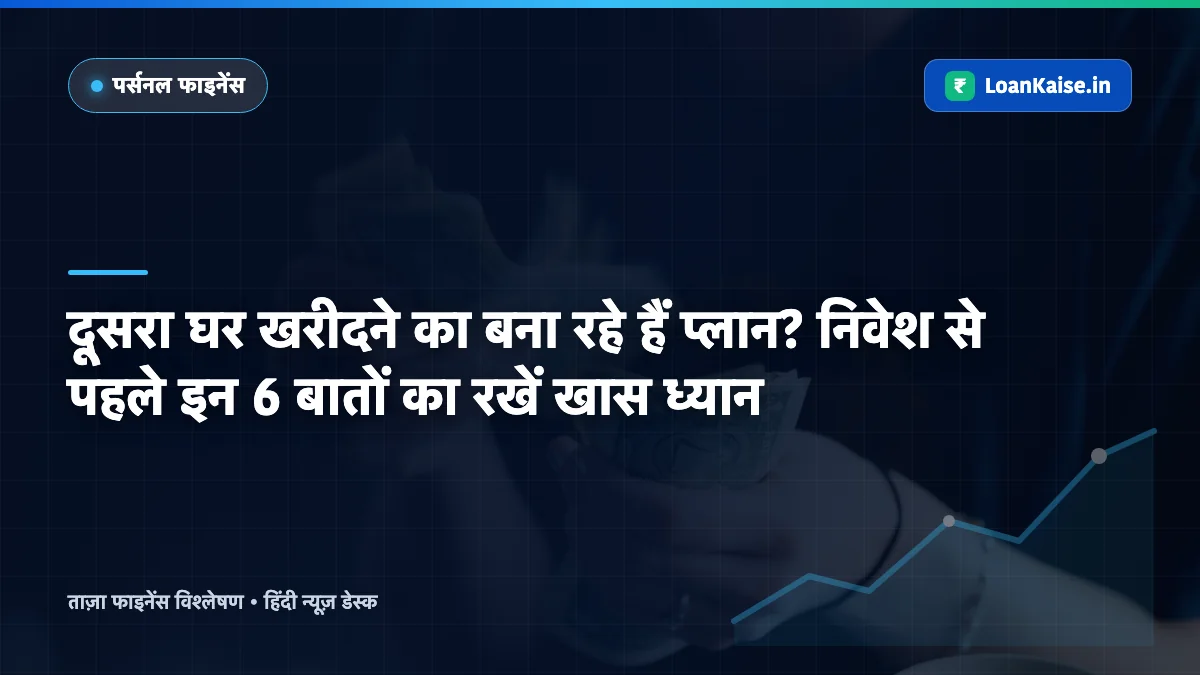 पर्सनल फाइनेंस
₹ LoanKaise.in
दूसरा घर खरीदने का बना रहे हैं प्लान? निवेश से
पहले इन 6 बातों का रखें खास ध्यान
ताज़ा फाइनेंस विश्लेषण • हिंदी न्यूज़ डेस्क